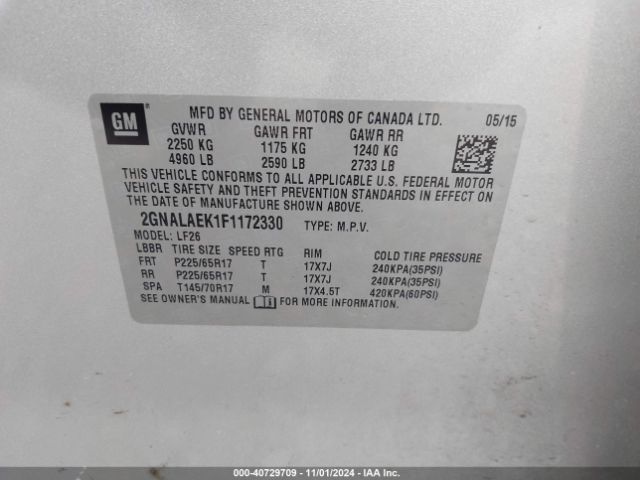 GM
MFD BY GENERAL MOTORS OF CANADA LTD. 05/15
GVWR GAWR FRT GAWR RR
2250 KG 1175 KG 1240 KG
4960 LB 2590 LB 2733 LB
THIS VEHICLE CONFORMS TO ALL APPLICABLE U.S. FEDERAL MOTOR
VEHICLE SAFETY AND THEFT PREVENTION STANDARDS IN EFFECT ON
THE DATE OF MANUFACTURE SHOWN ABOVE.
2GNALAEK1F1172330 TYPE: M.P.V.
MODEL: LF26
LBBR TIRE SIZE SPEED RTG RIM COLD TIRE PRESSURE
FRT P225/65R17 T 17X7J 240KPA(35PSI)
RR P225/65R17 T 17X7J 240KPA(35PSI)
SPA T145/70R17 M 17X4.5T 420KPA(60PSI)
SEE OWNER'S MANUAL FOR MORE INFORMATION
000-40729709 - 11/01/2024 - IAAI.COM